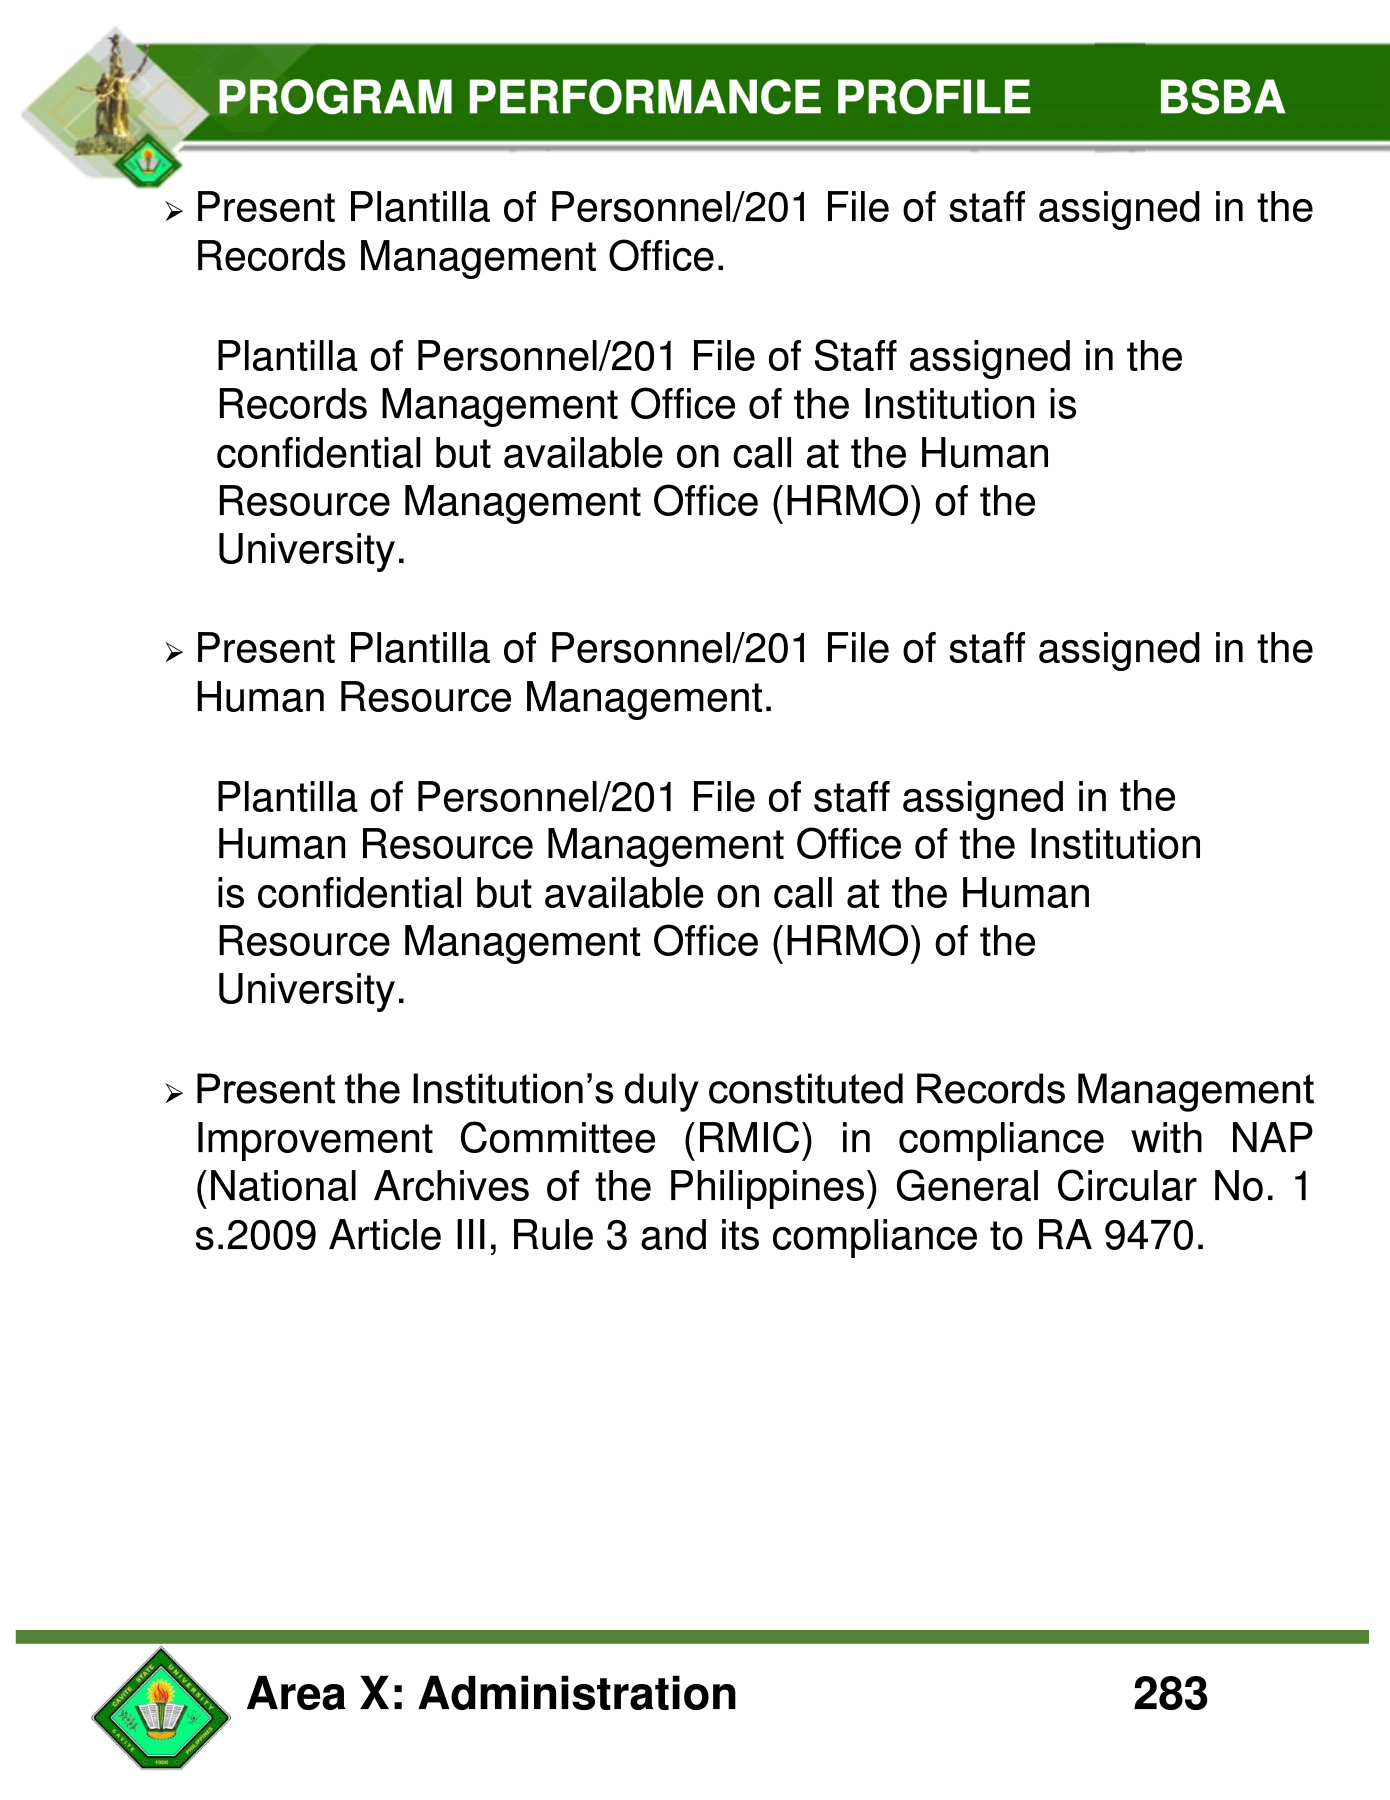 PROGRAM PERFORMANCE PROFILE BSBA
➢ Present Plantilla of Personnel/201 File of staff assigned in the
Records Management Office.
Plantilla of Personnel/201 File of Staff assigned in the
Records Management Office of the Institution is
confidential but available on call at the Human
Resource Management Office (HRMO) of the
University.
➢ Present Plantilla of Personnel/201 File of staff assigned in the
Human Resource Management.
Plantilla of Personnel/201 File of staff assigned in the
Human Resource Management Office of the Institution
is confidential but available on call at the Human
Resource Management Office (HRMO) of the
University.
➢ Present the Institution’s duly constituted Records Management
Improvement Committee (RMIC) in compliance with NAP
(National Archives of the Philippines) General Circular No. 1
s.2009 Article III, Rule 3 and its compliance to RA 9470.
CAVITE STATE UNIVERSITY
CAVITE PHILIPPINES
1906
Area X: Administration 283